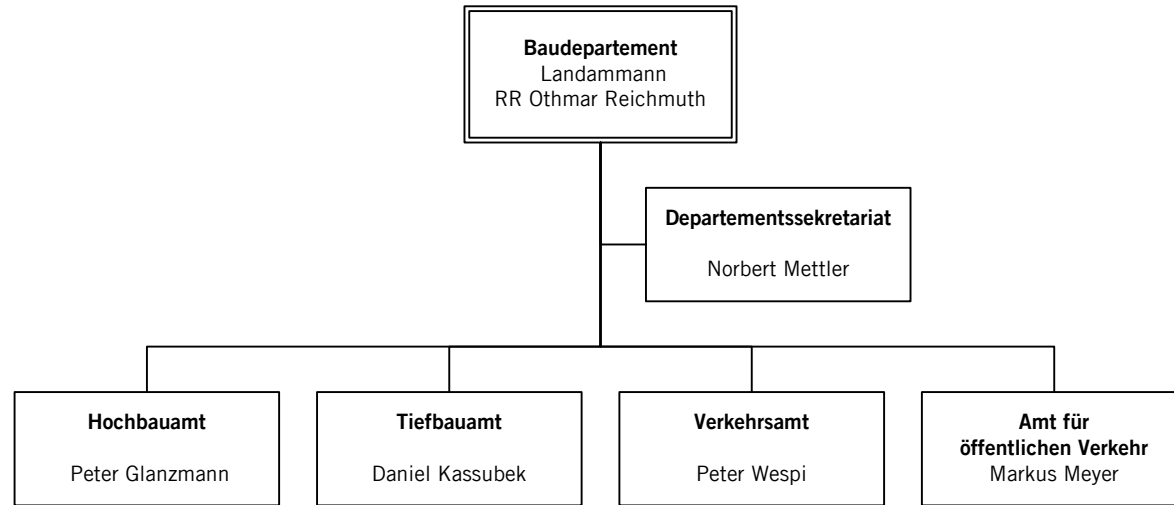 Baudepartement
Landammann
RR Othmar Reichmuth
Departementssekretariat
Norbert Mettler
Hochbauamt
Peter Glanzmann
Tiefbauamt
Daniel Kassubek
Verkehrsamt
Peter Wespi
Amt für
öffentlichen Verkehr
Markus Meyer